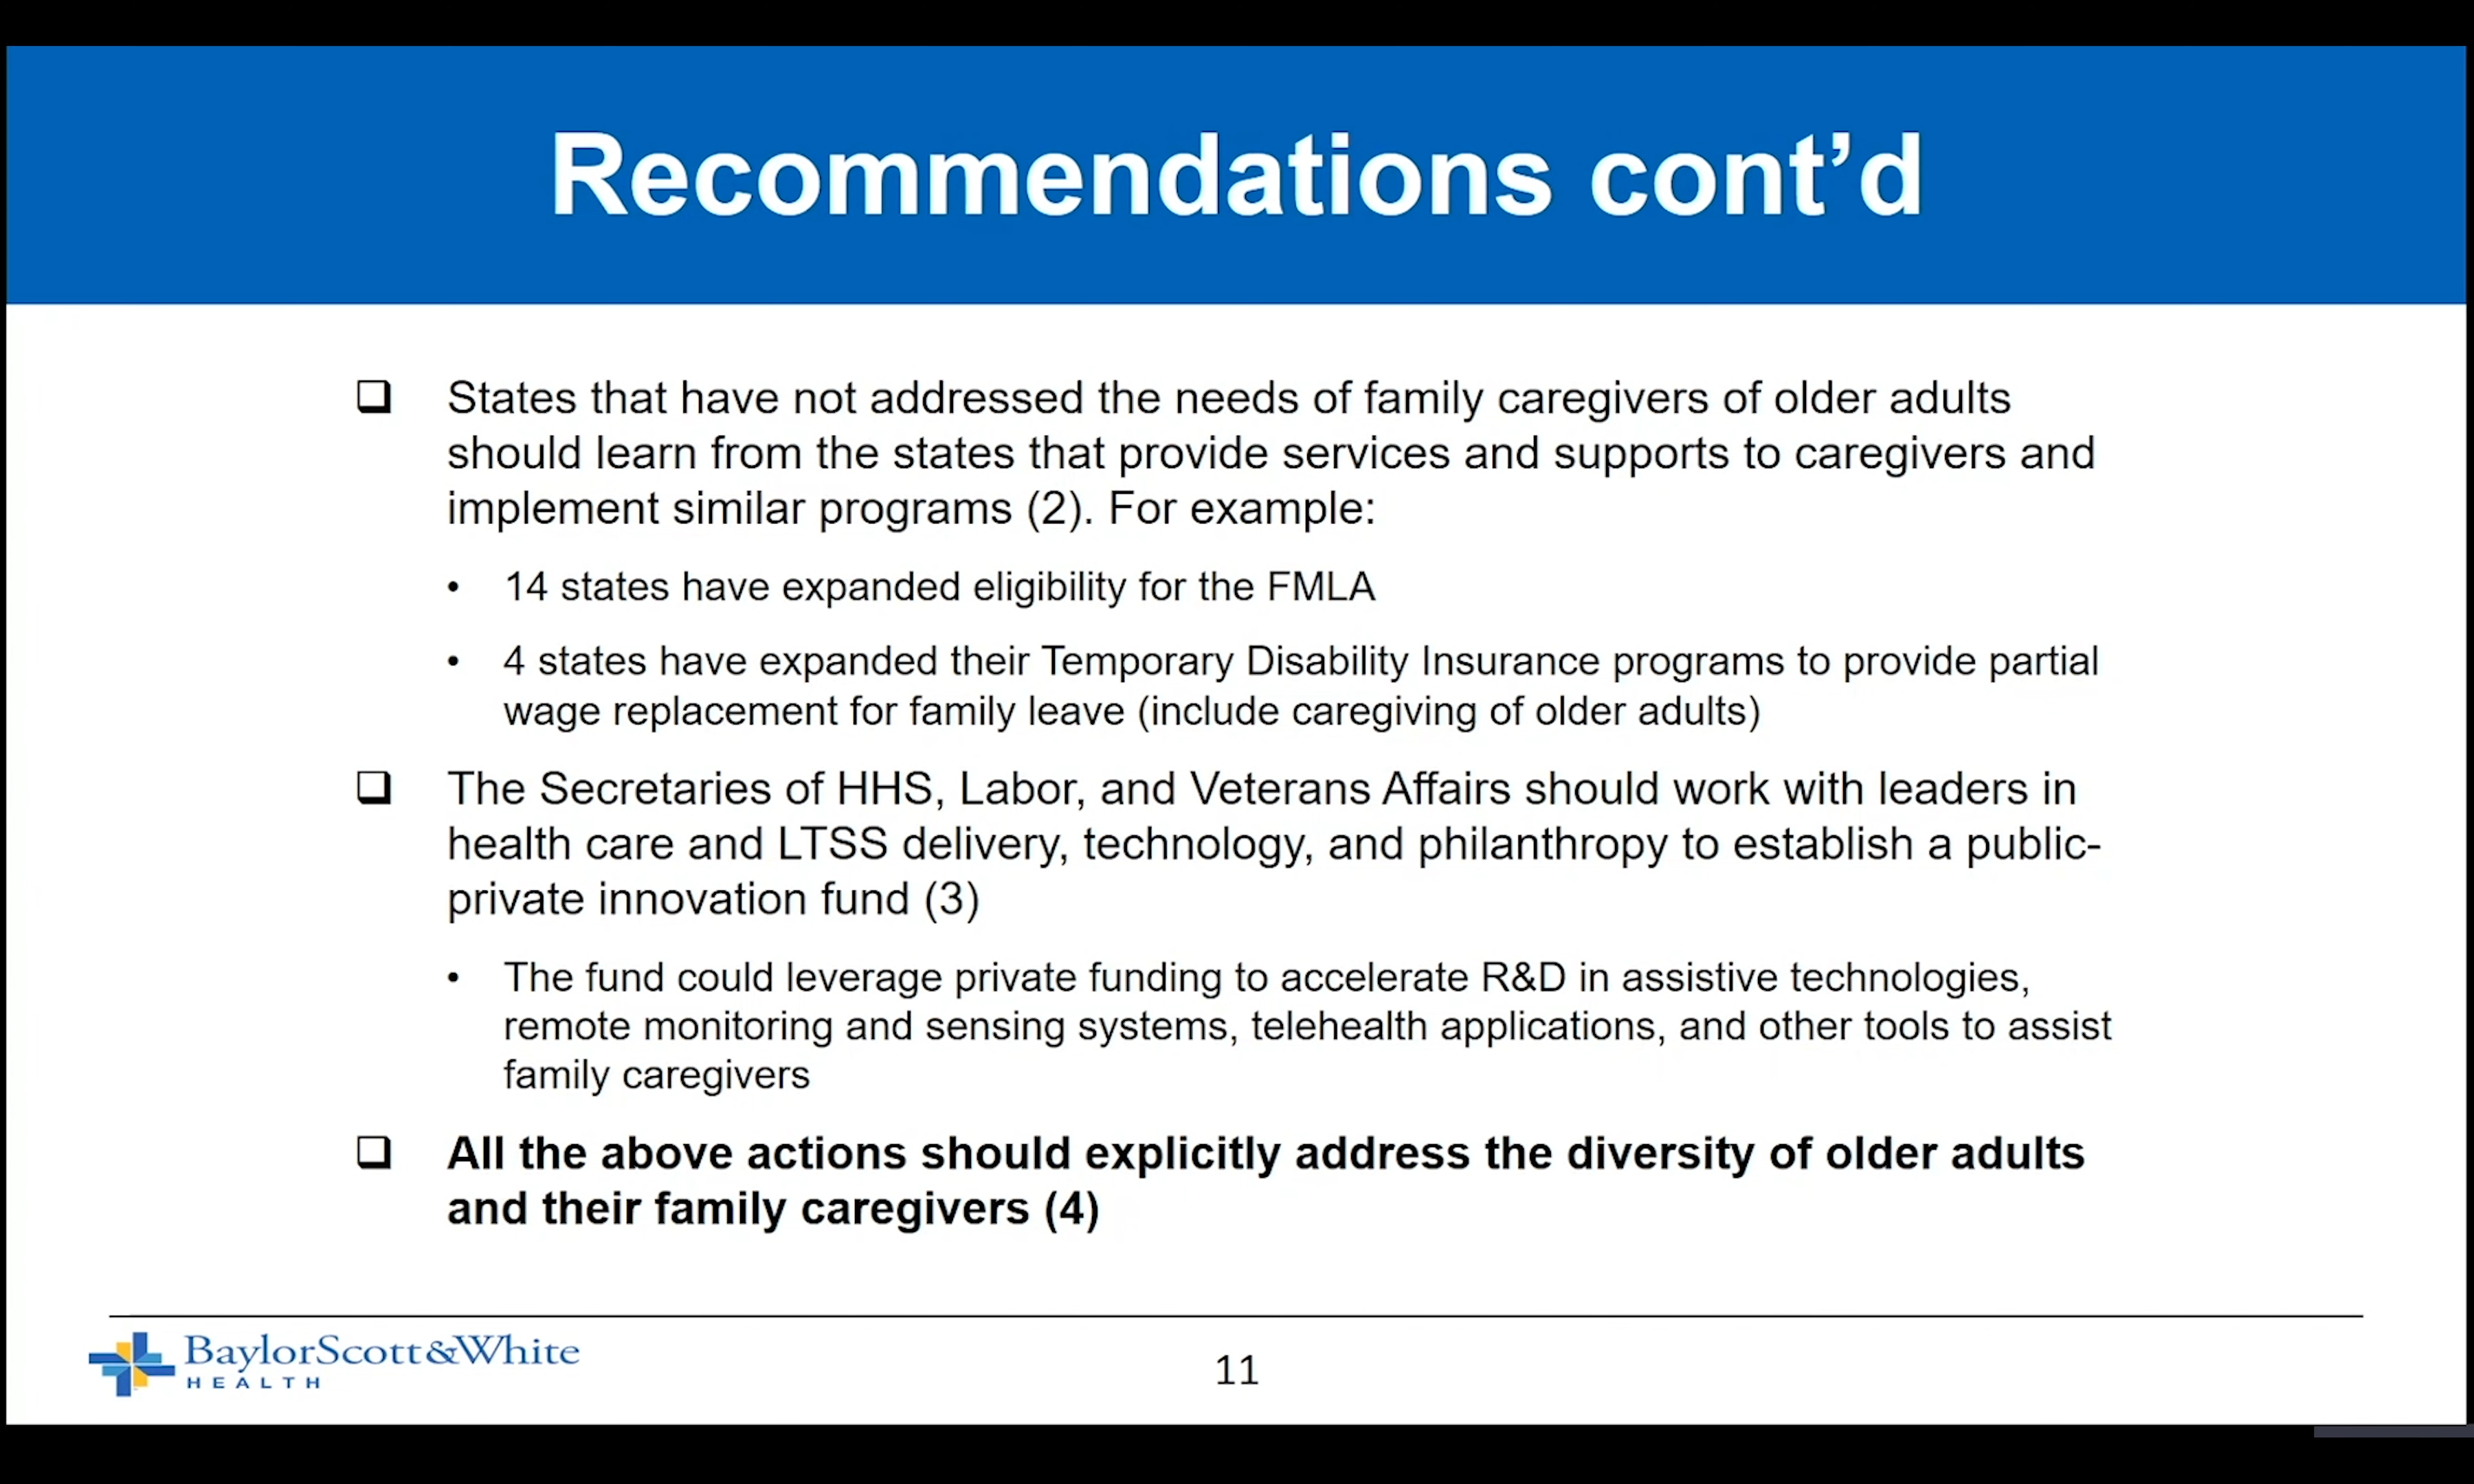 Recommendations cont’d
❑ States that have not addressed the needs of family caregivers of older adults
should learn from the states that provide services and supports to caregivers and
implement similar programs (2). For example:
• 14 states have expanded eligibility for the FMLA
• 4 states have expanded their Temporary Disability Insurance programs to provide partial
wage replacement for family leave (include caregiving of older adults)
❑ The Secretaries of HHS, Labor, and Veterans Affairs should work with leaders in
health care and LTSS delivery, technology, and philanthropy to establish a public-
private innovation fund (3)
• The fund could leverage private funding to accelerate R&D in assistive technologies,
remote monitoring and sensing systems, telehealth applications, and other tools to assist
family caregivers
❑ All the above actions should explicitly address the diversity of older adults
and their family caregivers (4)
BaylorScott&White
HEALTH
11